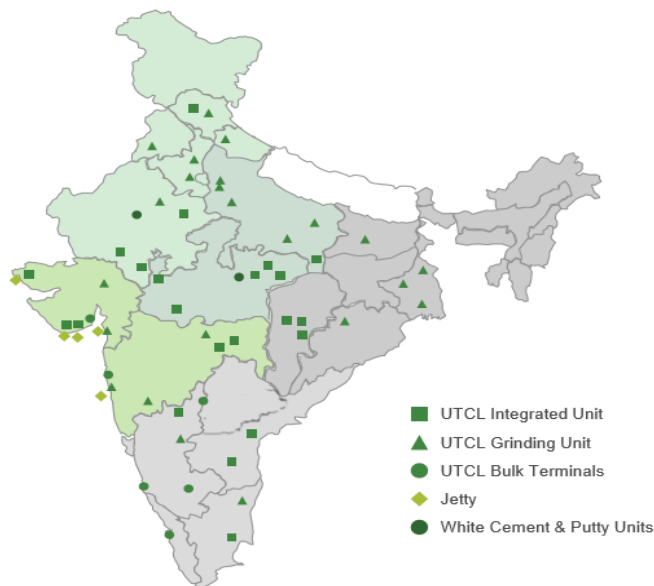 UTCL Integrated Unit
UTCL Grinding Unit
UTCL Bulk Terminals
Jetty
White Cement & Putty Units